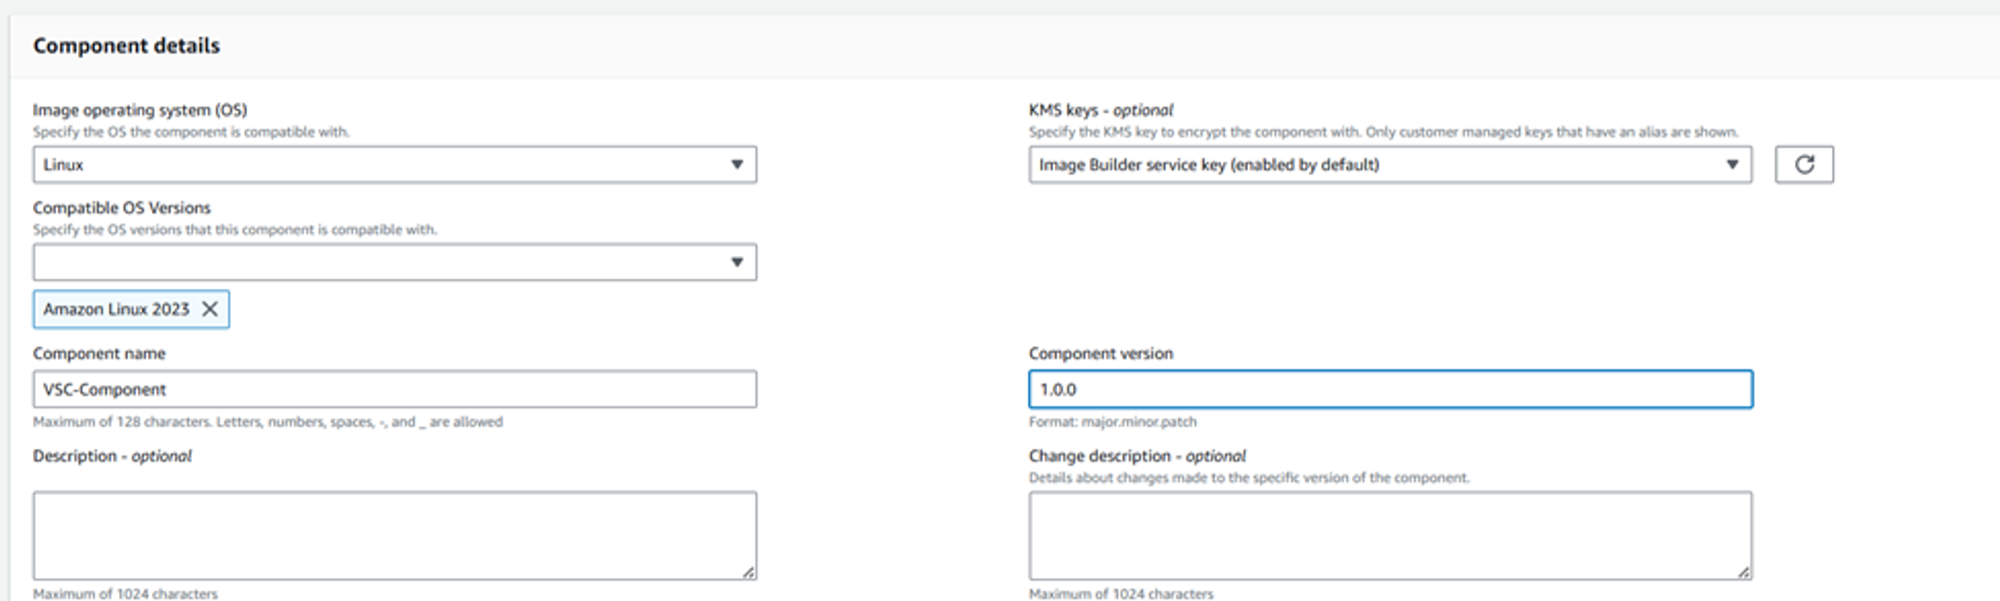 Component details
Image operating system (OS)
Specify the OS the component is compatible with.
Linux
KMS keys - optional
Specify the KMS key to encrypt the component with. Only customer managed keys that have an alias are shown.
Image Builder service key (enabled by default)
Compatible OS Versions
Specify the OS versions that this component is compatible with.
Amazon Linux 2023
Component name
VSC-Component
Maximum of 128 characters. Letters, numbers, spaces, -, and _ are allowed
Component version
1.0.0
Format: major.minor.patch
Description - optional
Maximum of 1024 characters
Change description - optional
Details about changes made to the specific version of the component.
Maximum of 1024 characters